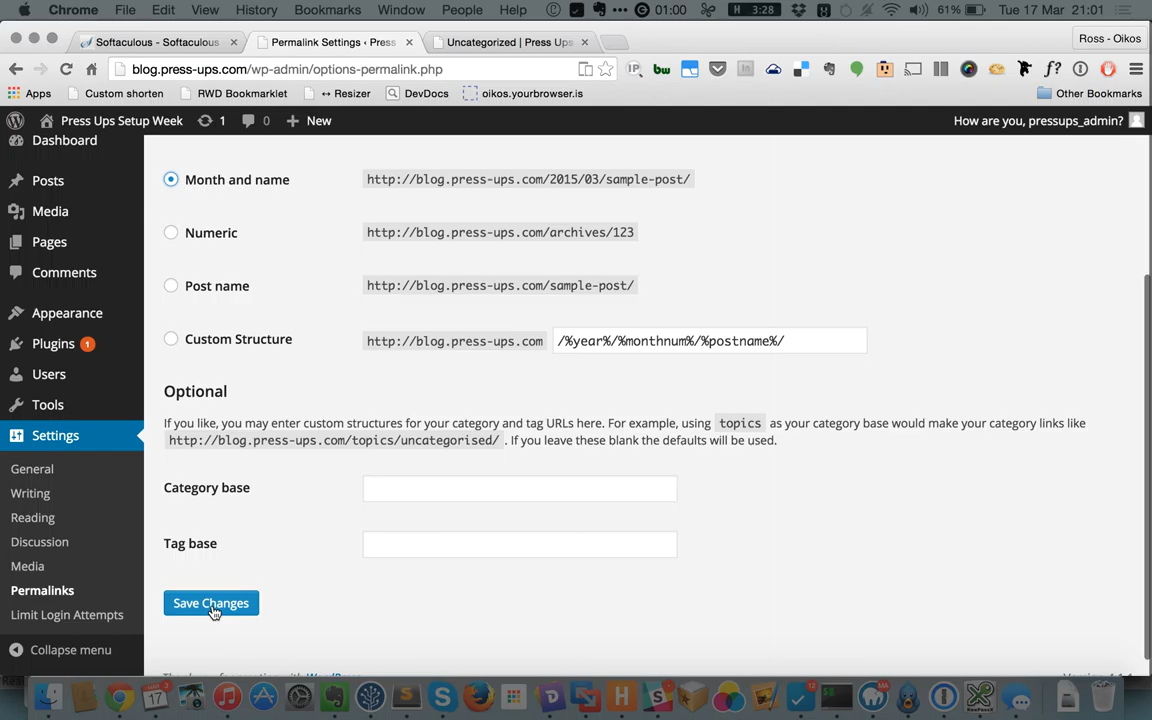 Chrome File Edit View History Bookmarks Window People Help 01:00 H 3:28 61% Tue 17 Mar 21:01
Softaculous - Softaculous Permalink Settings ‹ Press Uncategorized | Press Ups Ross - Oikos
blog.press-ups.com/wp-admin/options-permalink.php
Apps Custom shorten RWD Bookmarklet ↔ Resizer DevDocs oikos.yourbrowser.is Other Bookmarks
Press Ups Setup Week 1 0 New How are you, pressups_admin?
Dashboard
Posts
Media
Pages
Comments
Appearance
Plugins 1
Users
Tools
Settings
General
Writing
Reading
Discussion
Media
Permalinks
Limit Login Attempts
Collapse menu
Month and name http://blog.press-ups.com/2015/03/sample-post/
Numeric http://blog.press-ups.com/archives/123
Post name http://blog.press-ups.com/sample-post/
Custom Structure http://blog.press-ups.com /%year%/%monthnum%/%postname%/
Optional
If you like, you may enter custom structures for your category and tag URLs here. For example, using topics as your category base would make your category links like
http://blog.press-ups.com/topics/uncategorised/ . If you leave these blank the defaults will be used.
Category base
Tag base
Save Changes